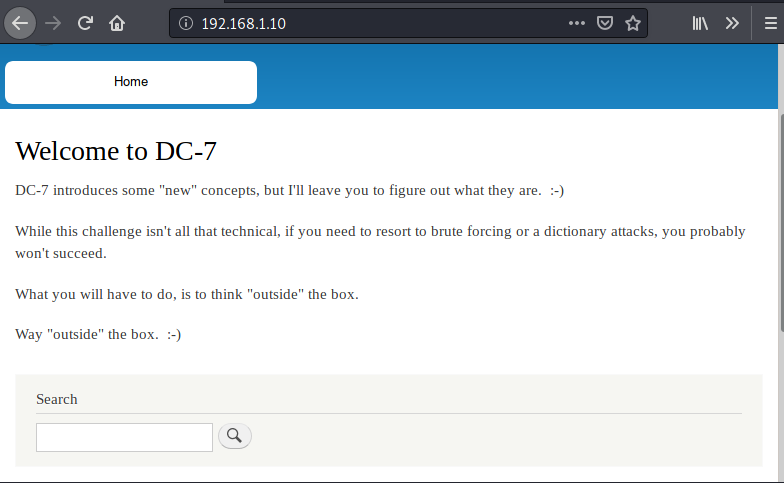 192.168.1.10
Home
Welcome to DC-7
DC-7 introduces some "new" concepts, but I'll leave you to figure out what they are.  :-)
While this challenge isn't all that technical, if you need to resort to brute forcing or a dictionary attacks, you probably
won't succeed.
What you will have to do, is to think "outside" the box.
Way "outside" the box.  :-)
Search